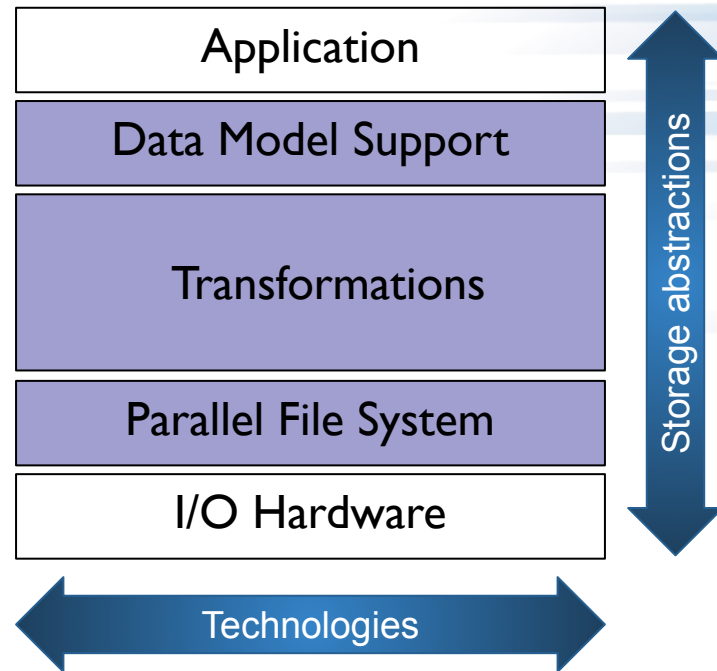 Application
Data Model Support
Transformations
Parallel File System
I/O Hardware
Storage abstractions
Technologies